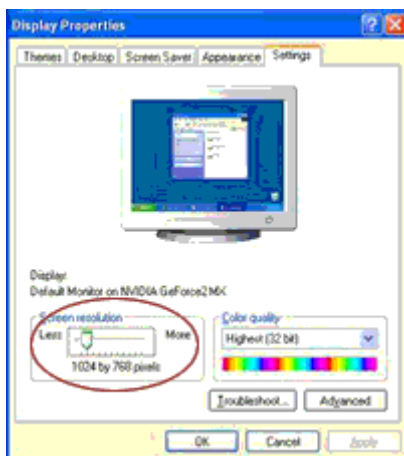 Display Properties
Themes Desktop Screen Saver Appearance Settings
Display:
Default Monitor on NVIDIA GeForce2 MX
Screen resolution
Less More
1024 by 768 pixels
Color quality
Highest (32 bit)
Troubleshoot... Advanced
OK Cancel Apply